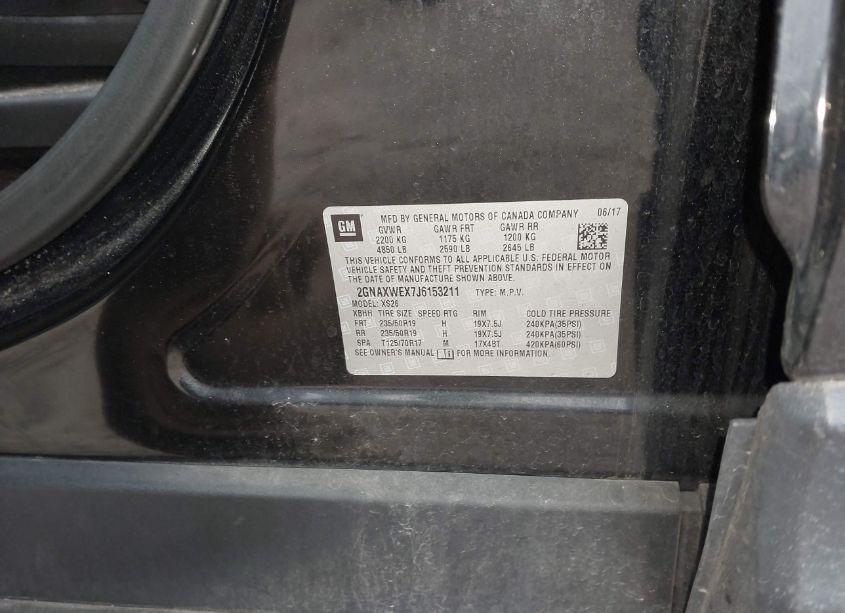 GM
MFD BY GENERAL MOTORS OF CANADA COMPANY 06/17
GVWR GAWR FRT GAWR RR
2200 KG 1175 KG 1200 KG
4850 LB 2590 LB 2645 LB
THIS VEHICLE CONFORMS TO ALL APPLICABLE U.S. FEDERAL MOTOR
VEHICLE SAFETY AND THEFT PREVENTION STANDARDS IN EFFECT ON
THE DATE OF MANUFACTURE SHOWN ABOVE.
2GNAXWEX7J6153211 TYPE: M.P.V.
MODEL: XS26
XBHH TIRE SIZE SPEED RTG RIM COLD TIRE PRESSURE
FRT 235/50R19 H 19X7.5J 240KPA(35PSI)
RR 235/50R19 H 19X7.5J 240KPA(35PSI)
SPA T125/70R17 M 17X4BT 420KPA(60PSI)
SEE OWNER'S MANUAL FOR MORE INFORMATION.